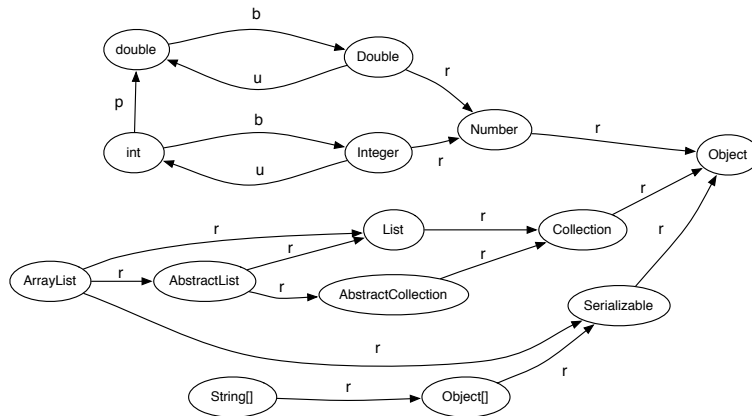 b
double
Double
u
r
p
b
Number
r
int
Integer
Object
u
r
r
List
r
Collection
r
r
r
r
ArrayList
r
AbstractList
r
AbstractCollection
Serializable
r
r
r
String[]
r
Object[]